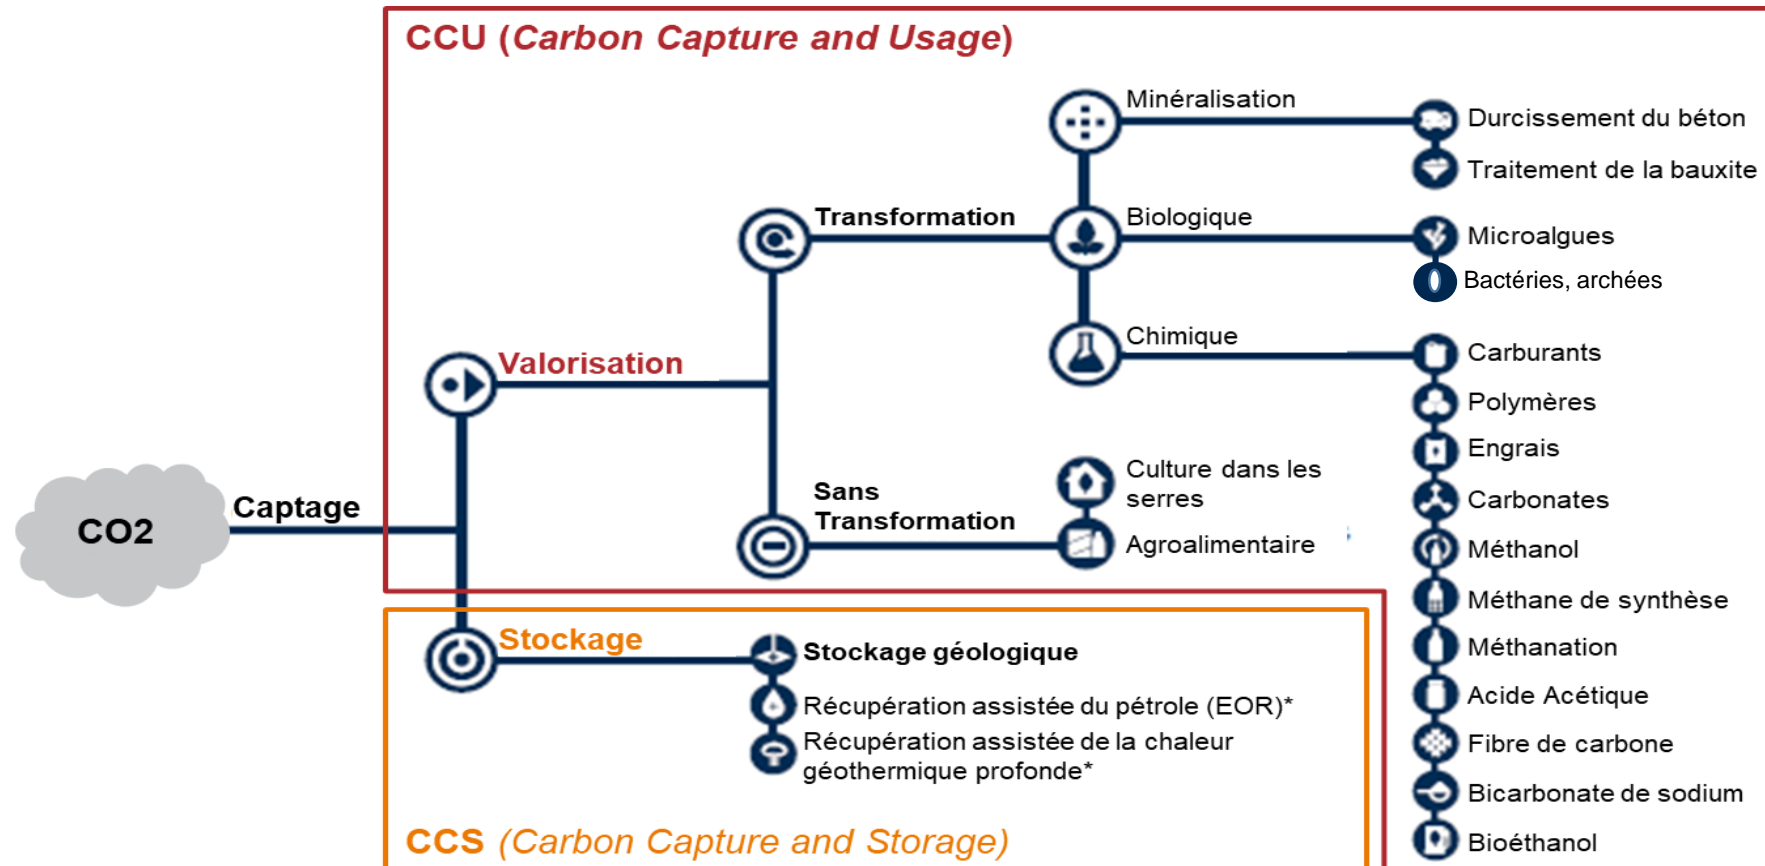 CCU (Carbon Capture and Usage)
Minéralisation
Durcissement du béton
Traitement de la bauxite
Transformation
Biologique
Microalgues
Bactéries, archées
Chimique
Carburants
Valorisation
Polymères
Engrais
Culture dans les
serres
Carbonates
Sans
Transformation
Agroalimentaire
Captage
CO2
Méthanol
Méthane de synthèse
Stockage
Stockage géologique
Méthanation
Récupération assistée du pétrole (EOR)*
Acide Acétique
Récupération assistée de la chaleur
géothermique profonde*
Fibre de carbone
Bicarbonate de sodium
Bioéthanol
CCS (Carbon Capture and Storage)